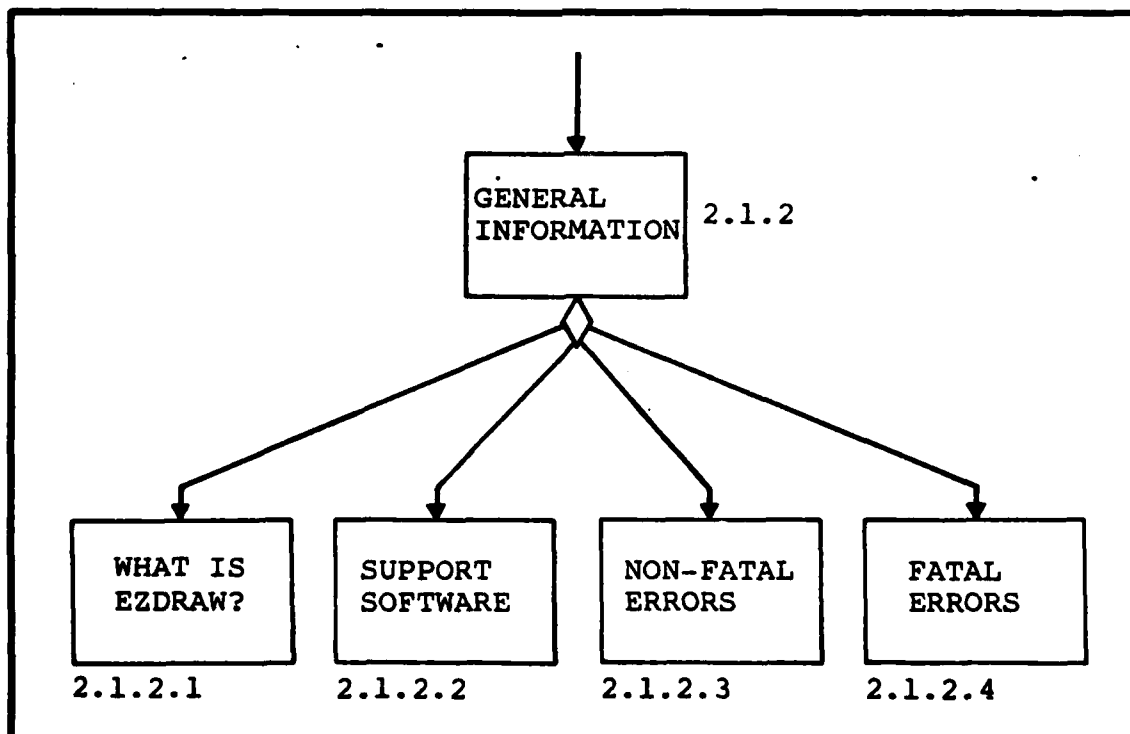 GENERAL
INFORMATION
2.1.2
WHAT IS
EZDRAW?
SUPPORT
SOFTWARE
NON-FATAL
ERRORS
FATAL
ERRORS
2.1.2.1
2.1.2.2
2.1.2.3
2.1.2.4